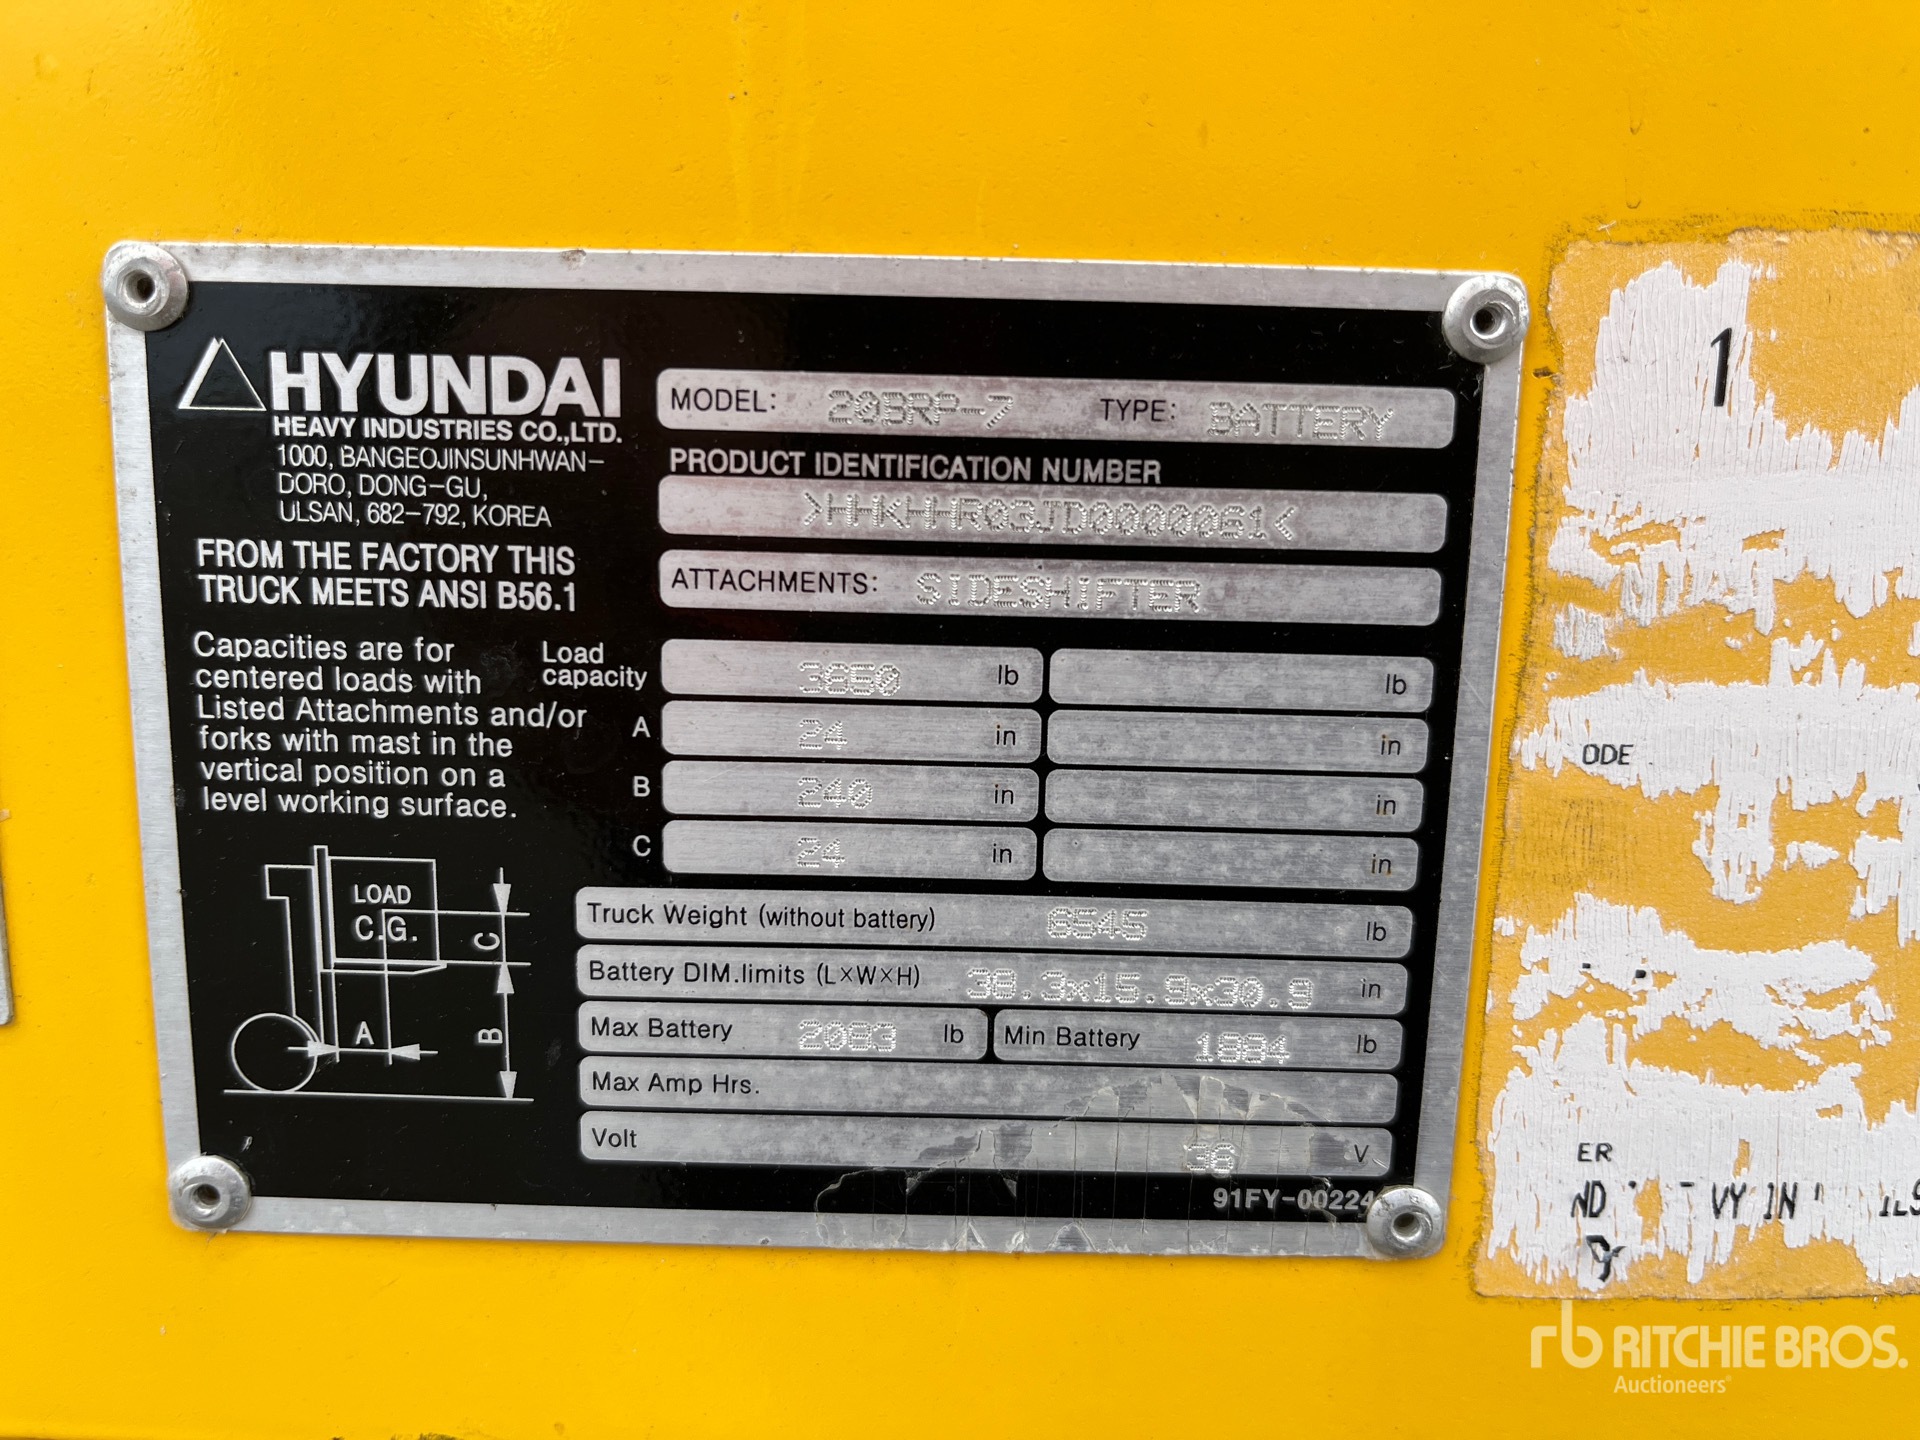 HYUNDAI
HEAVY INDUSTRIES CO.,LTD.
1000, BANGEOJINSUNHWAN-
DORO, DONG-GU,
ULSAN, 682-792, KOREA
FROM THE FACTORY THIS
TRUCK MEETS ANSI B56.1
Capacities are for
centered loads with
Listed Attachments and/or
forks with mast in the
vertical position on a
level working surface.
LOAD
C.G.
A
B
C
MODEL: 20BRP-7 TYPE: BATTERY
PRODUCT IDENTIFICATION NUMBER
>HHKHHR03JD0000061<
ATTACHMENTS: SIDESHIFTER
Load capacity 3850 lb lb
A 24 in in
B 240 in in
C 24 in in
Truck Weight (without battery) 6545 lb
Battery DIM.limits (L×W×H) 38.3x15.9x30.9 in
Max Battery 2083 lb Min Battery 1884 lb
Max Amp Hrs.
Volt 36 V
91FY-00224
1
ODE
ER
ND VY IN
RITCHIE BROS.
Auctioneers